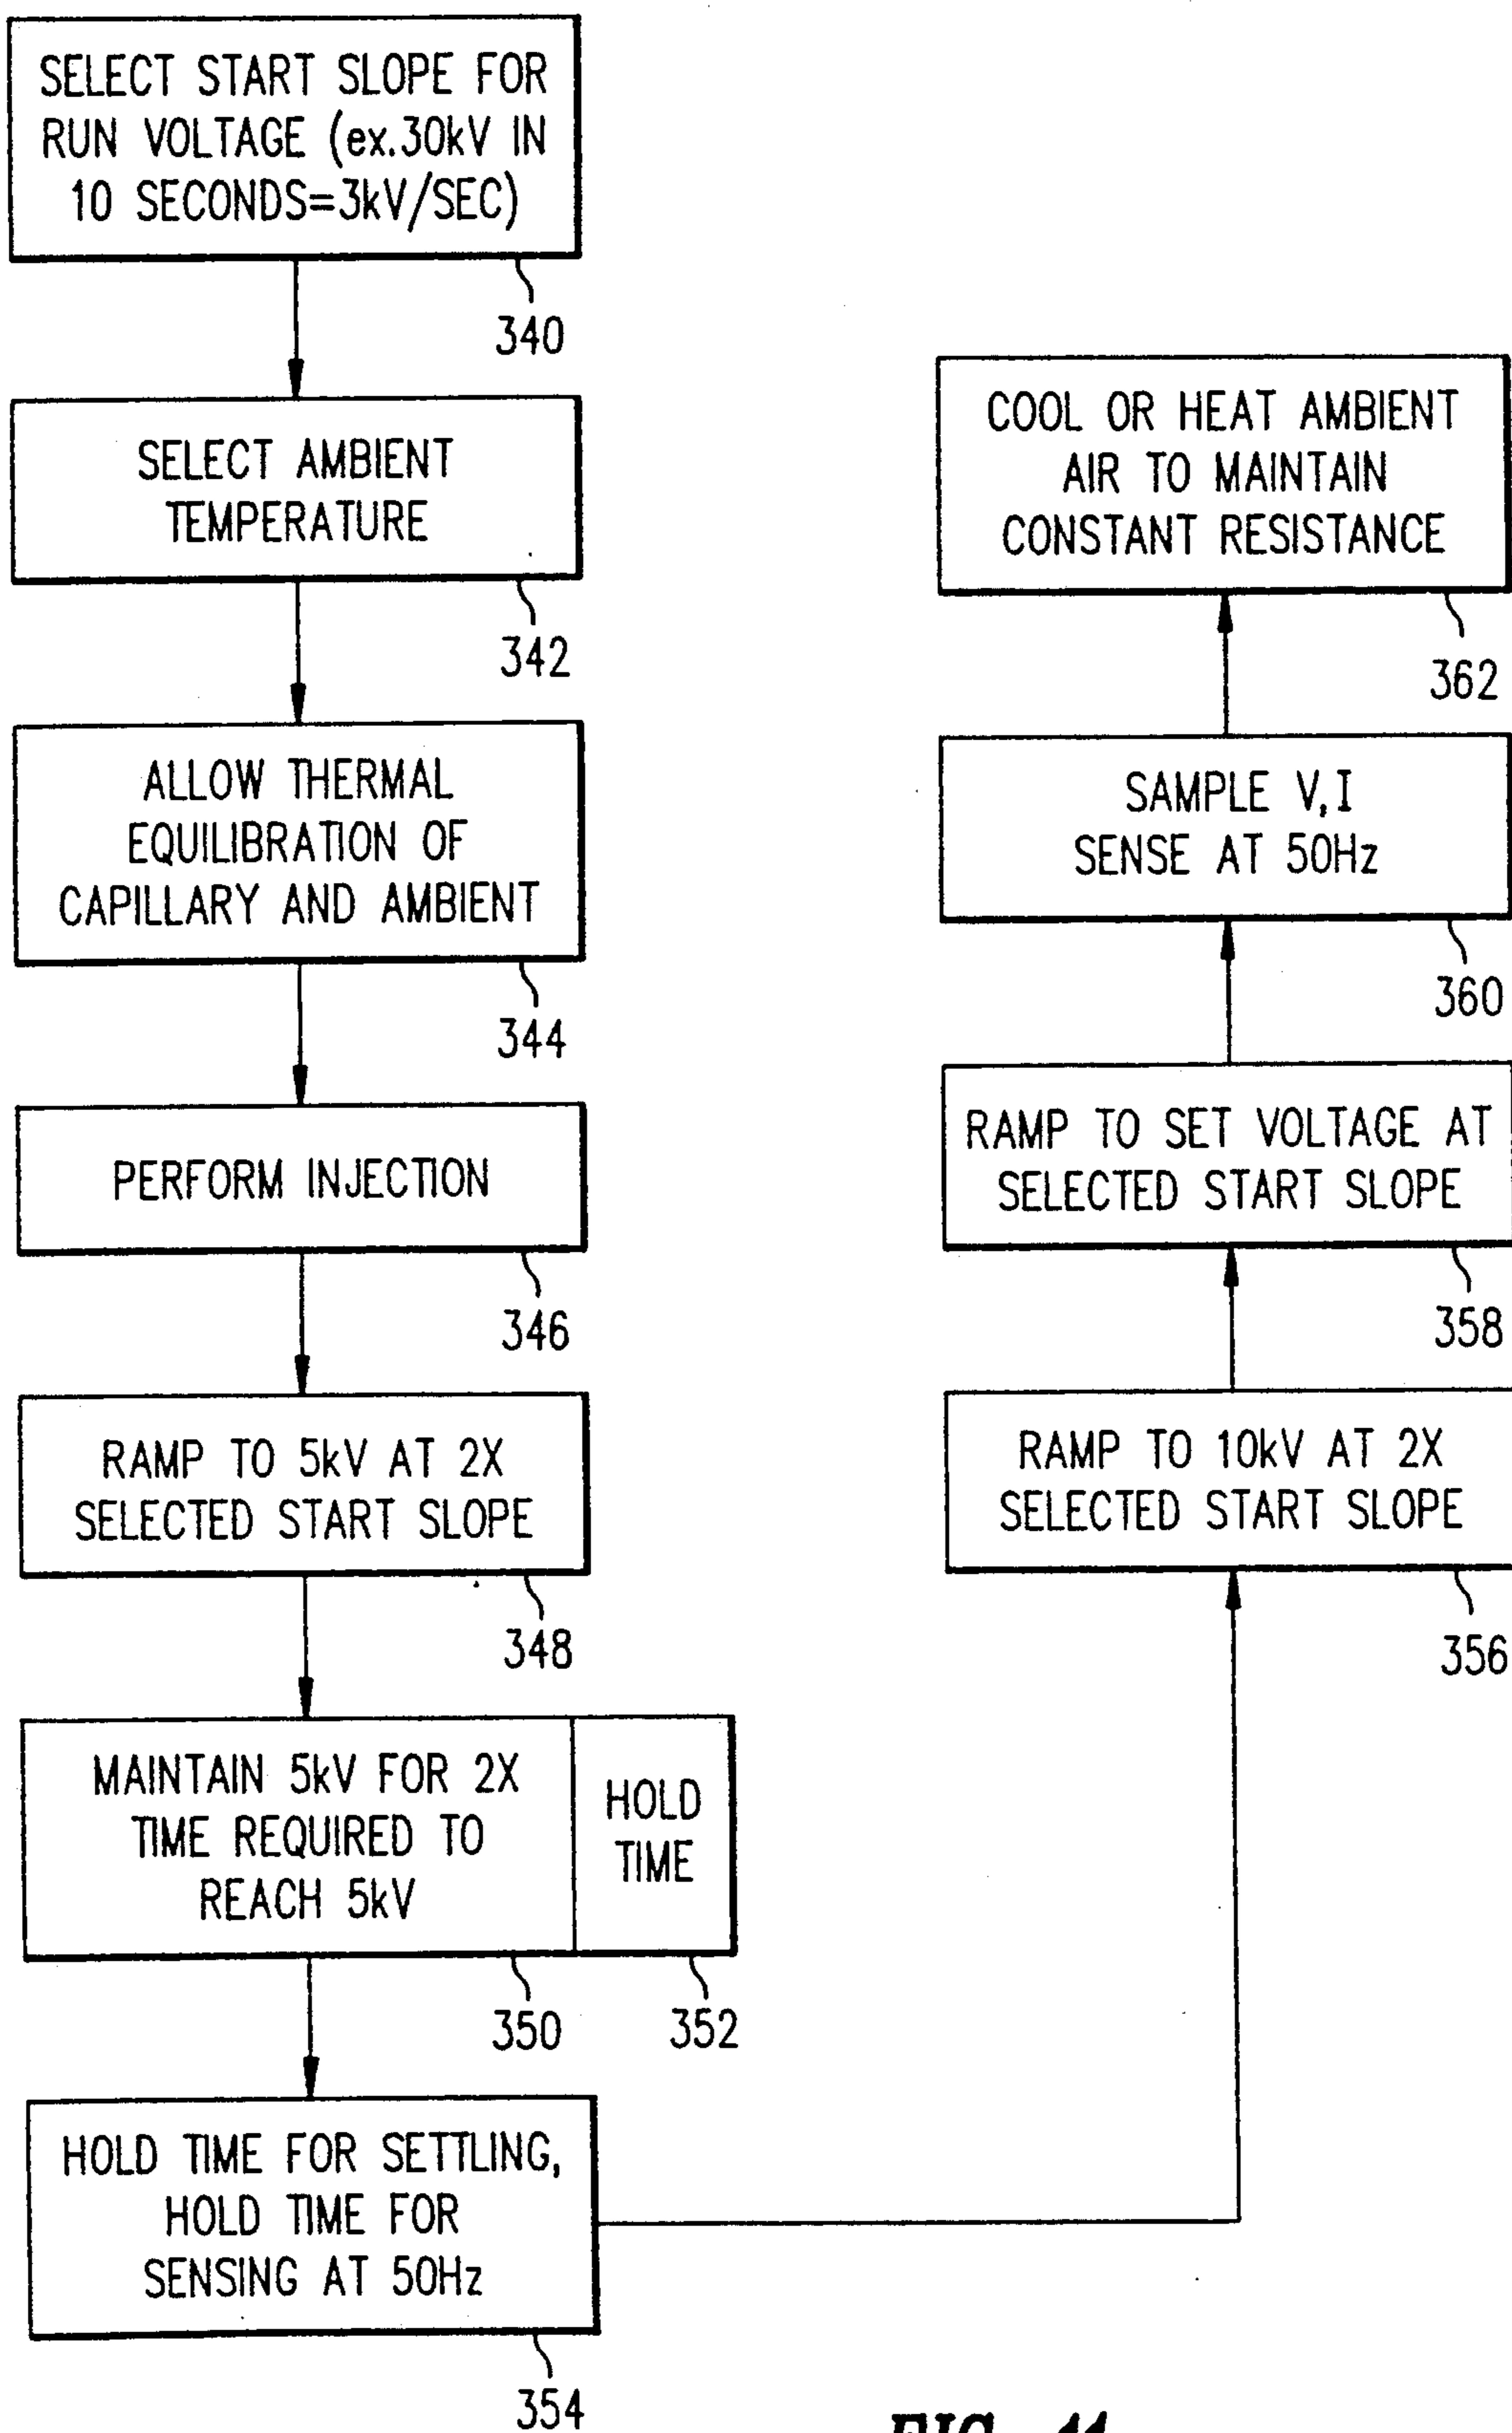 SELECT START SLOPE FOR
RUN VOLTAGE (ex.30kV IN
10 SECONDS=3kV/SEC)
340
SELECT AMBIENT
TEMPERATURE
342
ALLOW THERMAL
EQUILIBRATION OF
CAPILLARY AND AMBIENT
344
PERFORM INJECTION
346
RAMP TO 5kV AT 2X
SELECTED START SLOPE
348
MAINTAIN 5kV FOR 2X
TIME REQUIRED TO
REACH 5kV
350
HOLD
TIME
352
HOLD TIME FOR SETTLING,
HOLD TIME FOR
SENSING AT 50Hz
354
RAMP TO 10kV AT 2X
SELECTED START SLOPE
356
RAMP TO SET VOLTAGE AT
SELECTED START SLOPE
358
SAMPLE V,I
SENSE AT 50Hz
360
COOL OR HEAT AMBIENT
AIR TO MAINTAIN
CONSTANT RESISTANCE
362
FIG. 11